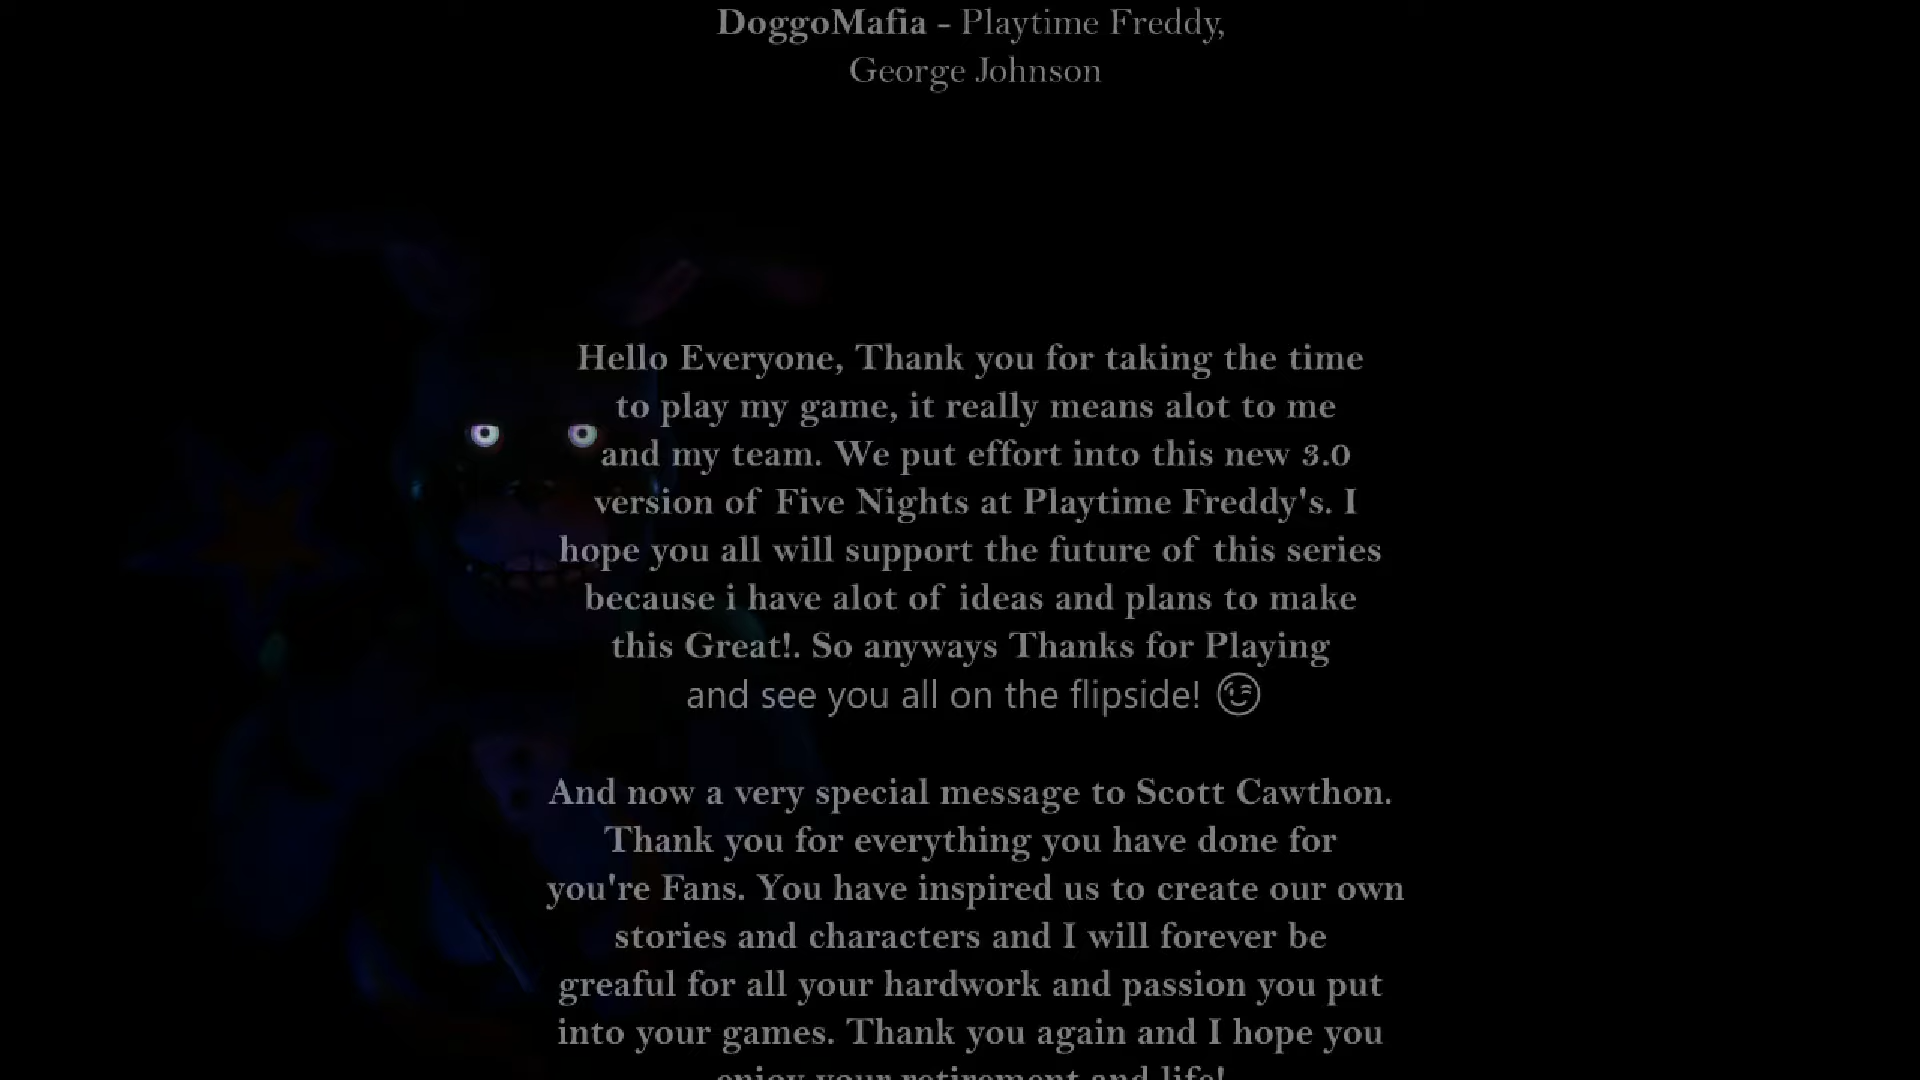 DoggoMafia - Playtime Freddy,
George Johnson
Hello Everyone, Thank you for taking the time
to play my game, it really means alot to me
and my team. We put effort into this new 3.0
version of Five Nights at Playtime Freddy's. I
hope you all will support the future of this series
because i have alot of ideas and plans to make
this Great!. So anyways Thanks for Playing
and see you all on the flipside! 😉
And now a very special message to Scott Cawthon.
Thank you for everything you have done for
you're Fans. You have inspired us to create our own
stories and characters and I will forever be
greaful for all your hardwork and passion you put
into your games. Thank you again and I hope you
enjoy your retirement and life!